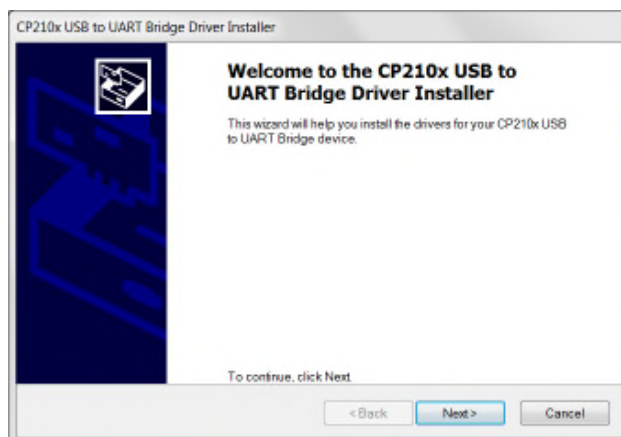 CP210x USB to UART Bridge Driver Installer
Welcome to the CP210x USB to
UART Bridge Driver Installer
This wizard will help you install the drivers for your CP210x USB
to UART Bridge device.
To continue, click Next.
< Back
Next >
Cancel